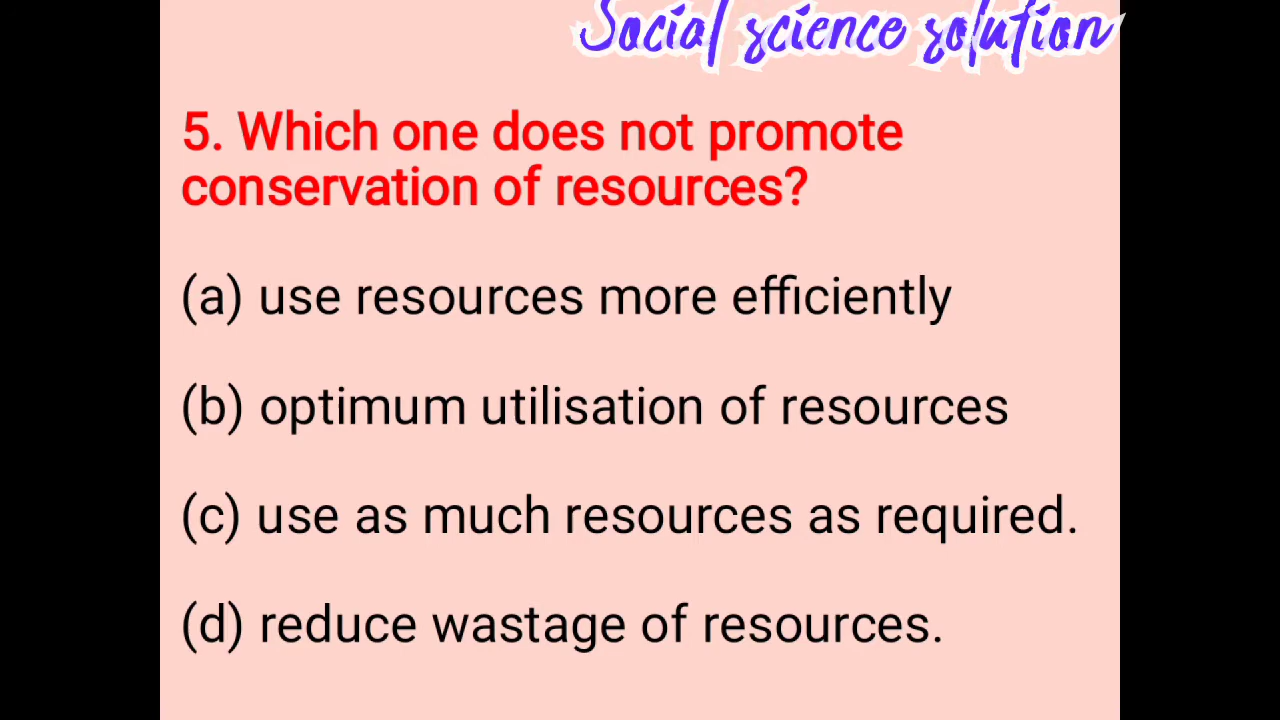 Social science solution
5. Which one does not promote
conservation of resources?
(a) use resources more efficiently
(b) optimum utilisation of resources
(c) use as much resources as required.
(d) reduce wastage of resources.